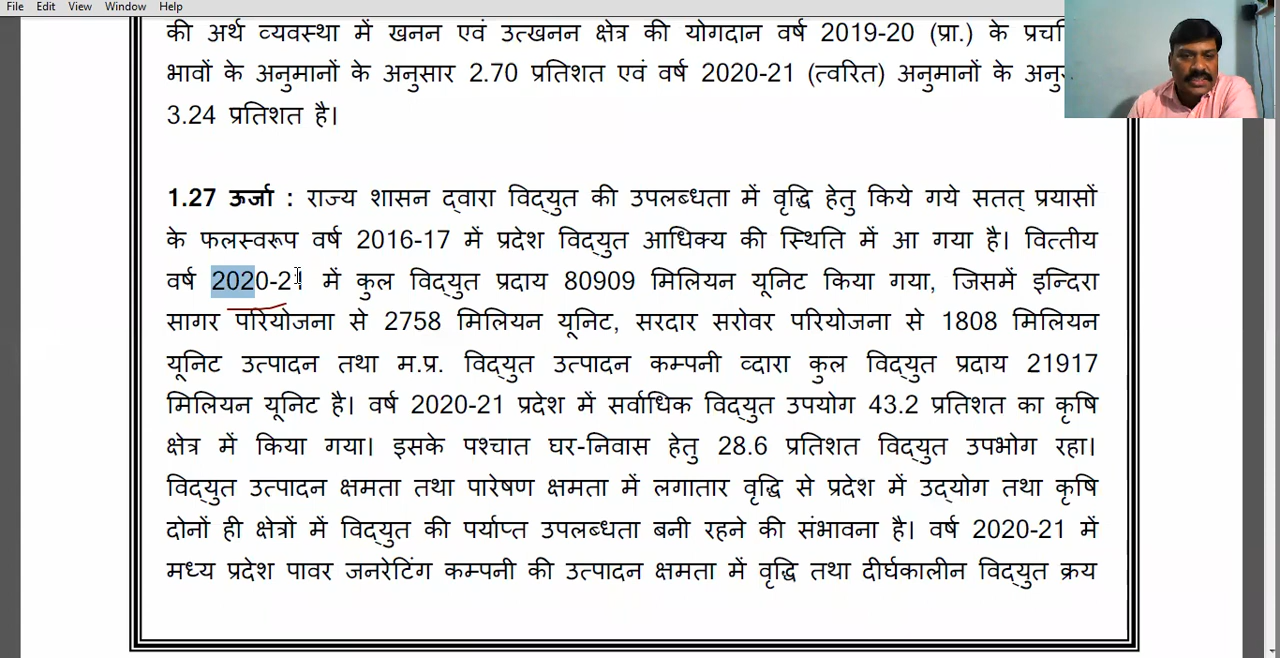 File Edit View Window Help
की अर्थ व्यवस्था में खनन एवं उत्खनन क्षेत्र की योगदान वर्ष 2019-20 (प्रा.) के
भावों के अनुमानों के अनुसार 2.70 प्रतिशत एवं वर्ष 2020-21 (त्वरित) अनुमानों के
3.24 प्रतिशत है।
1.27 ऊर्जा : राज्य शासन द्वारा विद्युत की उपलब्धता में वृद्धि हेतु किये गये सतत् प्रयासों
के फलस्वरूप वर्ष 2016-17 में प्रदेश विद्युत आधिक्य की स्थिति में आ गया है। वित्तीय
वर्ष 2020-21 में कुल विद्युत प्रदाय 80909 मिलियन यूनिट किया गया, जिसमें इन्दिरा
सागर परियोजना से 2758 मिलियन यूनिट, सरदार सरोवर परियोजना से 1808 मिलियन
यूनिट उत्पादन तथा म.प्र. विद्युत उत्पादन कम्पनी व्दारा कुल विद्युत प्रदाय 21917
मिलियन यूनिट है। वर्ष 2020-21 प्रदेश में सर्वाधिक विद्युत उपयोग 43.2 प्रतिशत का कृषि
क्षेत्र में किया गया। इसके पश्चात घर-निवास हेतु 28.6 प्रतिशत विद्युत उपभोग रहा।
विद्युत उत्पादन क्षमता तथा पारेषण क्षमता में लगातार वृद्धि से प्रदेश में उद्योग तथा कृषि
दोनों ही क्षेत्रों में विद्युत की पर्याप्त उपलब्धता बनी रहने की संभावना है। वर्ष 2020-21 में
मध्य प्रदेश पावर जनरेटिंग कम्पनी की उत्पादन क्षमता में वृद्धि तथा दीर्घकालीन विद्युत क्रय